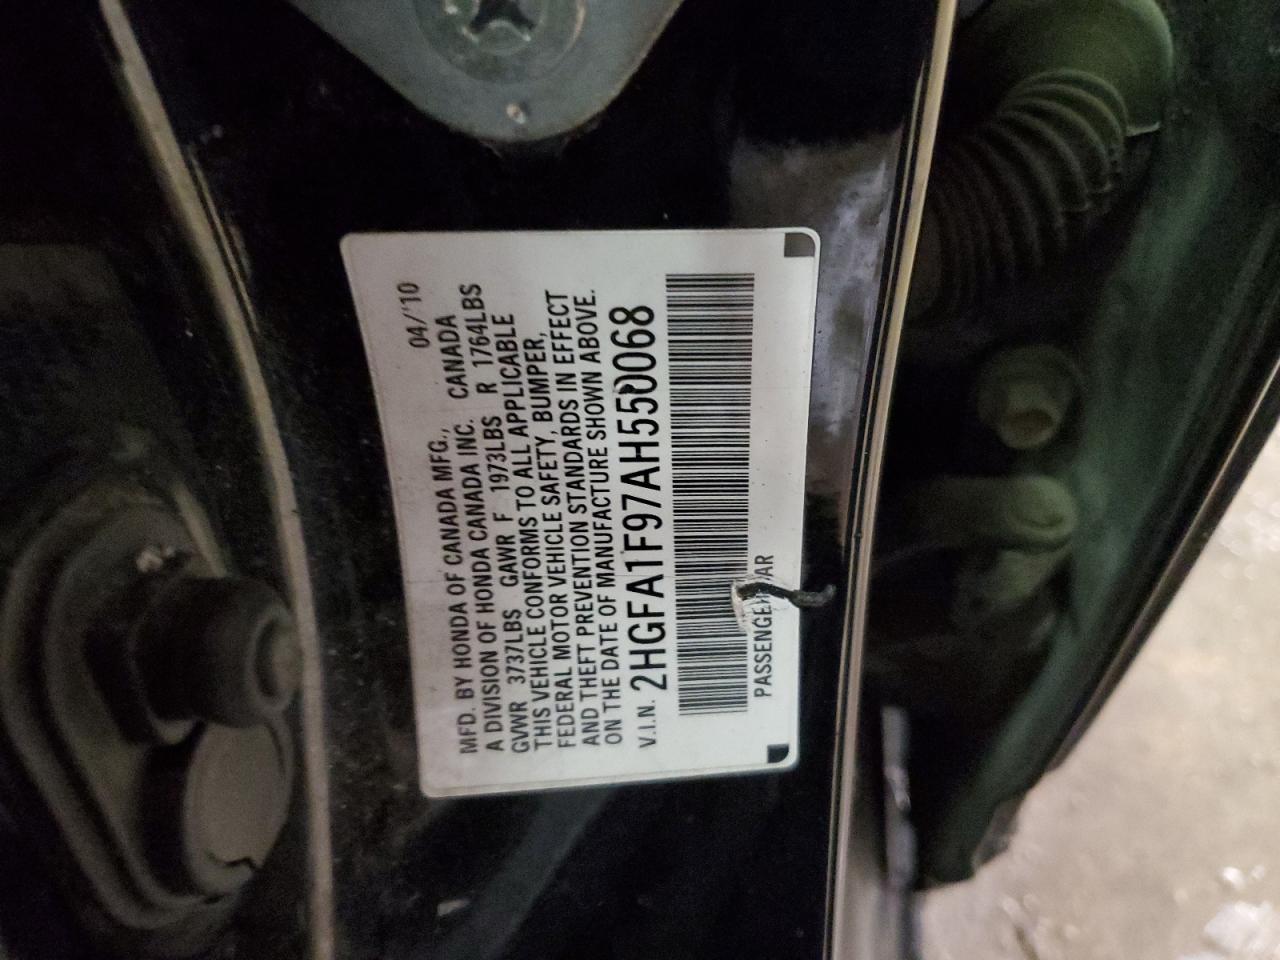 04/'10
MFD. BY HONDA OF CANADA MFG., CANADA
A DIVISION OF HONDA CANADA INC.
GVWR 3737LBS GAWR F 1973LBS R 1764LBS
THIS VEHICLE CONFORMS TO ALL APPLICABLE
FEDERAL MOTOR VEHICLE SAFETY, BUMPER,
AND THEFT PREVENTION STANDARDS IN EFFECT
ON THE DATE OF MANUFACTURE SHOWN ABOVE.
V.I.N. 2HGFA1F97AH550068
PASSENGER CAR